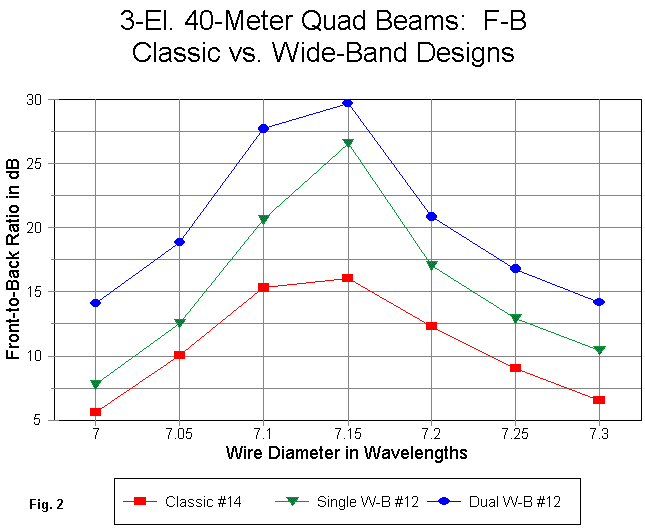 3-El. 40-Meter Quad Beams:  F-B
Classic vs. Wide-Band Designs
Front-to-Back Ratio in dB
30
25
20
15
10
5
7 7.05 7.1 7.15 7.2 7.25 7.3
Wire Diameter in Wavelengths
Fig. 2
Classic #14 Single W-B #12 Dual W-B #12